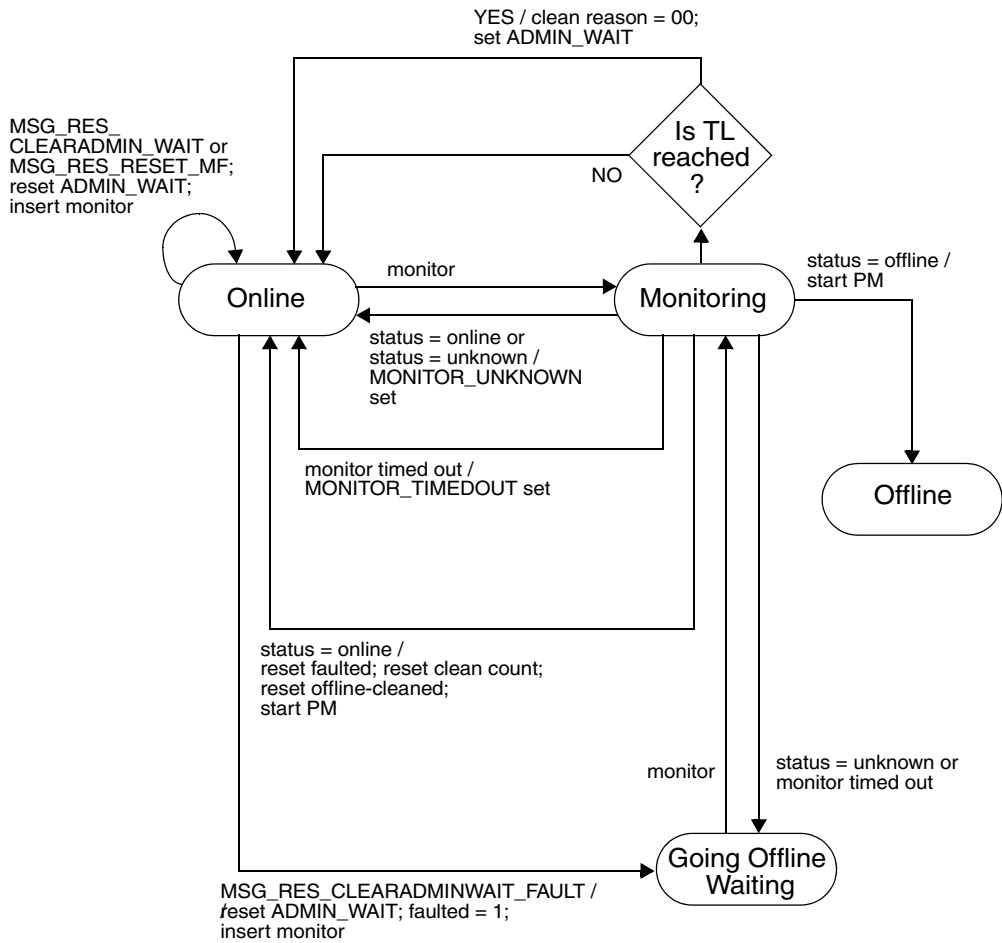 YES / clean reason = 00;
set ADMIN_WAIT
MSG_RES_
CLEARADMIN_WAIT or
MSG_RES_RESET_MF;
reset ADMIN_WAIT;
insert monitor
Is TL
reached
?
NO
Online
monitor
Monitoring
status = offline /
start PM
status = online or
status = unknown /
MONITOR_UNKNOWN
set
monitor timed out /
MONITOR_TIMEDOUT set
Offline
status = online /
reset faulted; reset clean count;
reset offline-cleaned;
start PM
monitor
status = unknown or
monitor timed out
Going Offline
Waiting
MSG_RES_CLEARADMINWAIT_FAULT /
reset ADMIN_WAIT; faulted = 1;
insert monitor